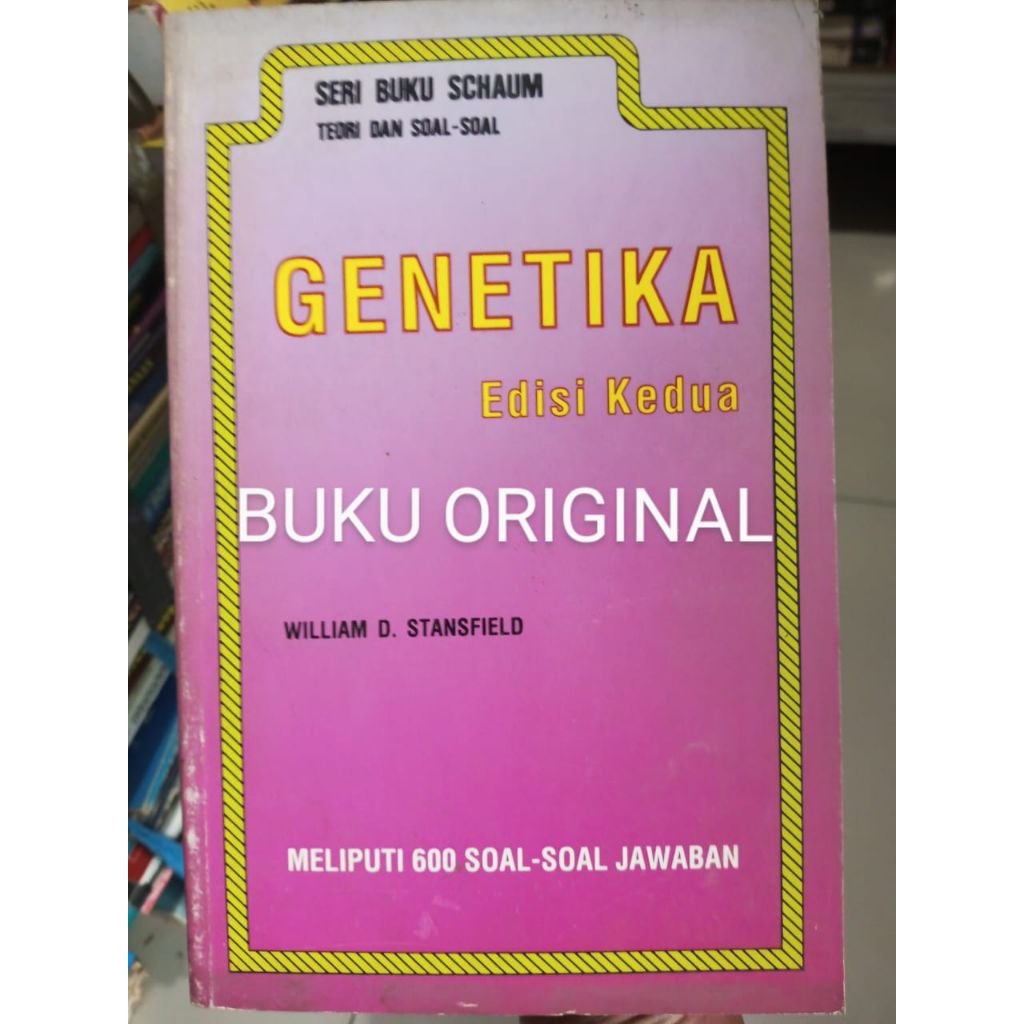 SERI BUKU SCHAUM
TEORI DAN SOAL-SOAL
GENETIKA
Edisi Kedua
BUKU ORIGINAL
WILLIAM D. STANSFIELD
MELIPUTI 600 SOAL-SOAL JAWABAN